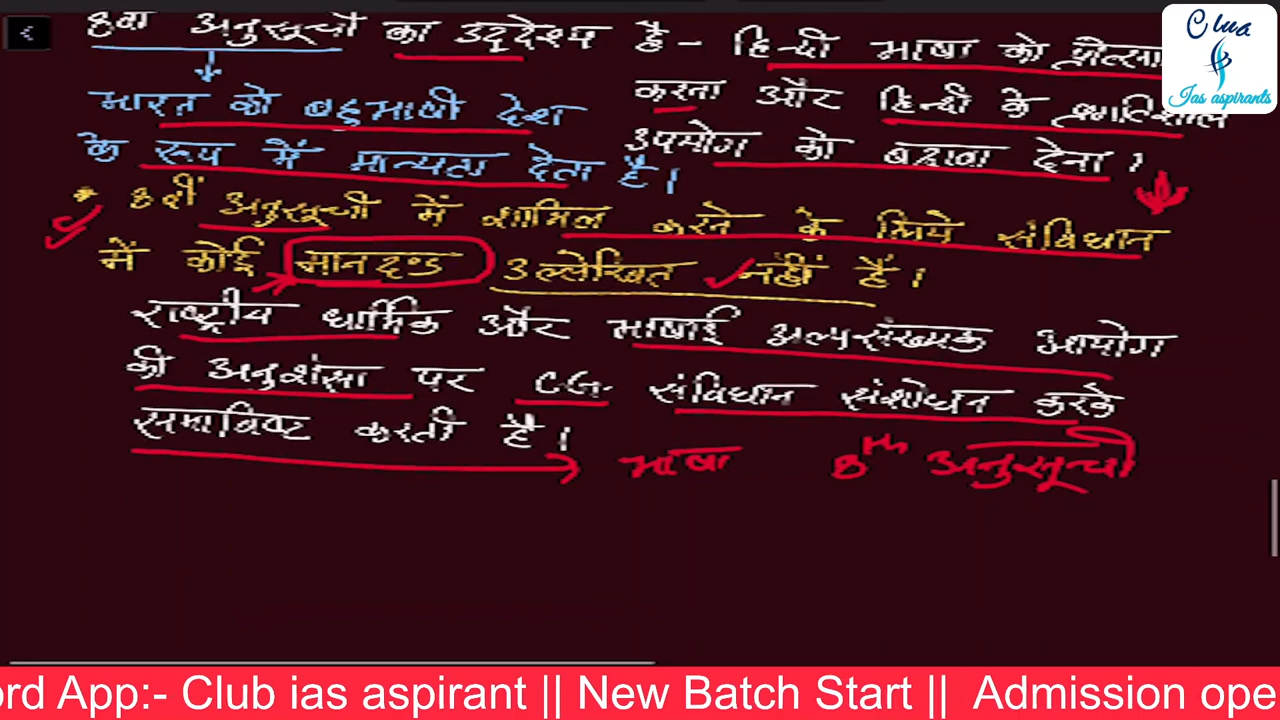 8वीं अनुसूची का उद्देश्य है - हिन्दी भाषा को प्रोत्सा
करना और हिन्दी के प्रगतिशील
उपयोग को बढ़ावा देना।
भारत को बहुभाषी देश
के रूप में मान्यता देता है।
* 8वीं अनुसूची में शामिल करने के लिये संविधान
में कोई मानदण्ड उल्लेखित नहीं है।
राष्ट्रीय धार्मिक और भाषाई अल्पसंख्यक आयोग
की अनुशंसा पर C.G. संविधान संशोधन करके
समाविष्ट करती है।
भाषा 8th अनुसूची
Club
Ias aspirants
ord App:- Club ias aspirant || New Batch Start || Admission ope